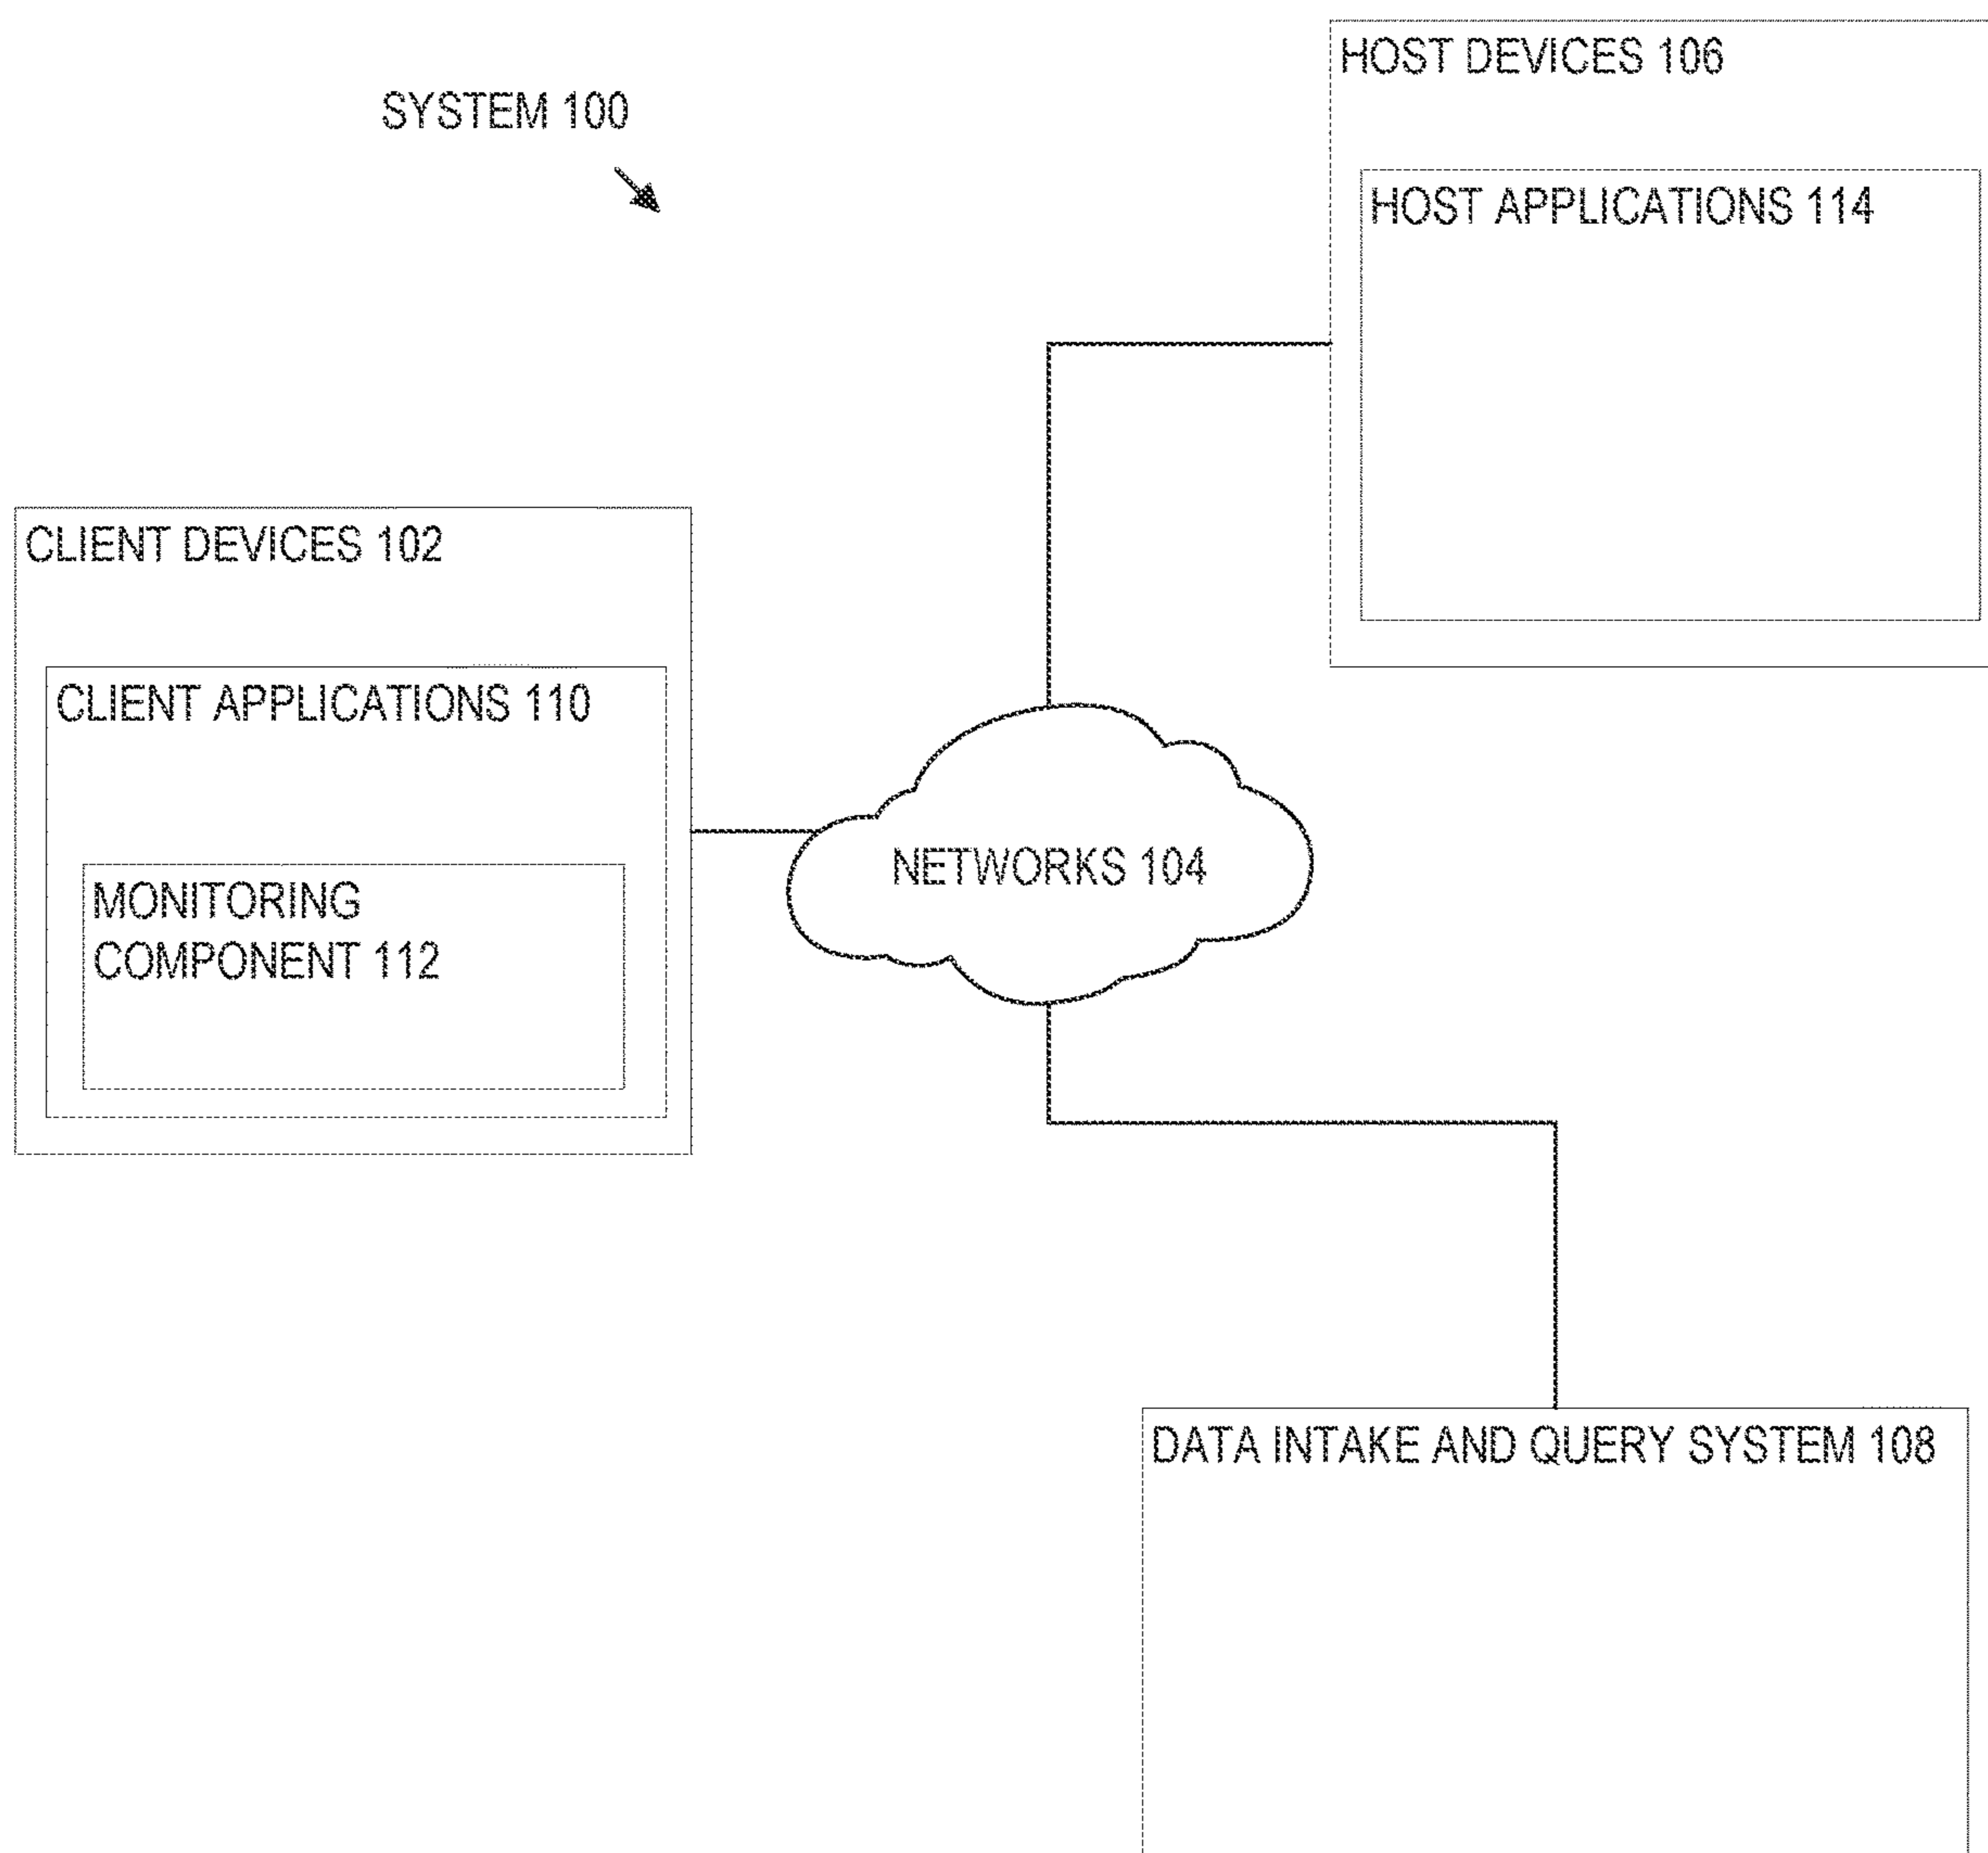 SYSTEM 100
HOST DEVICES 106
HOST APPLICATIONS 114
CLIENT DEVICES 102
CLIENT APPLICATIONS 110
MONITORING
COMPONENT 112
NETWORKS 104
DATA INTAKE AND QUERY SYSTEM 108